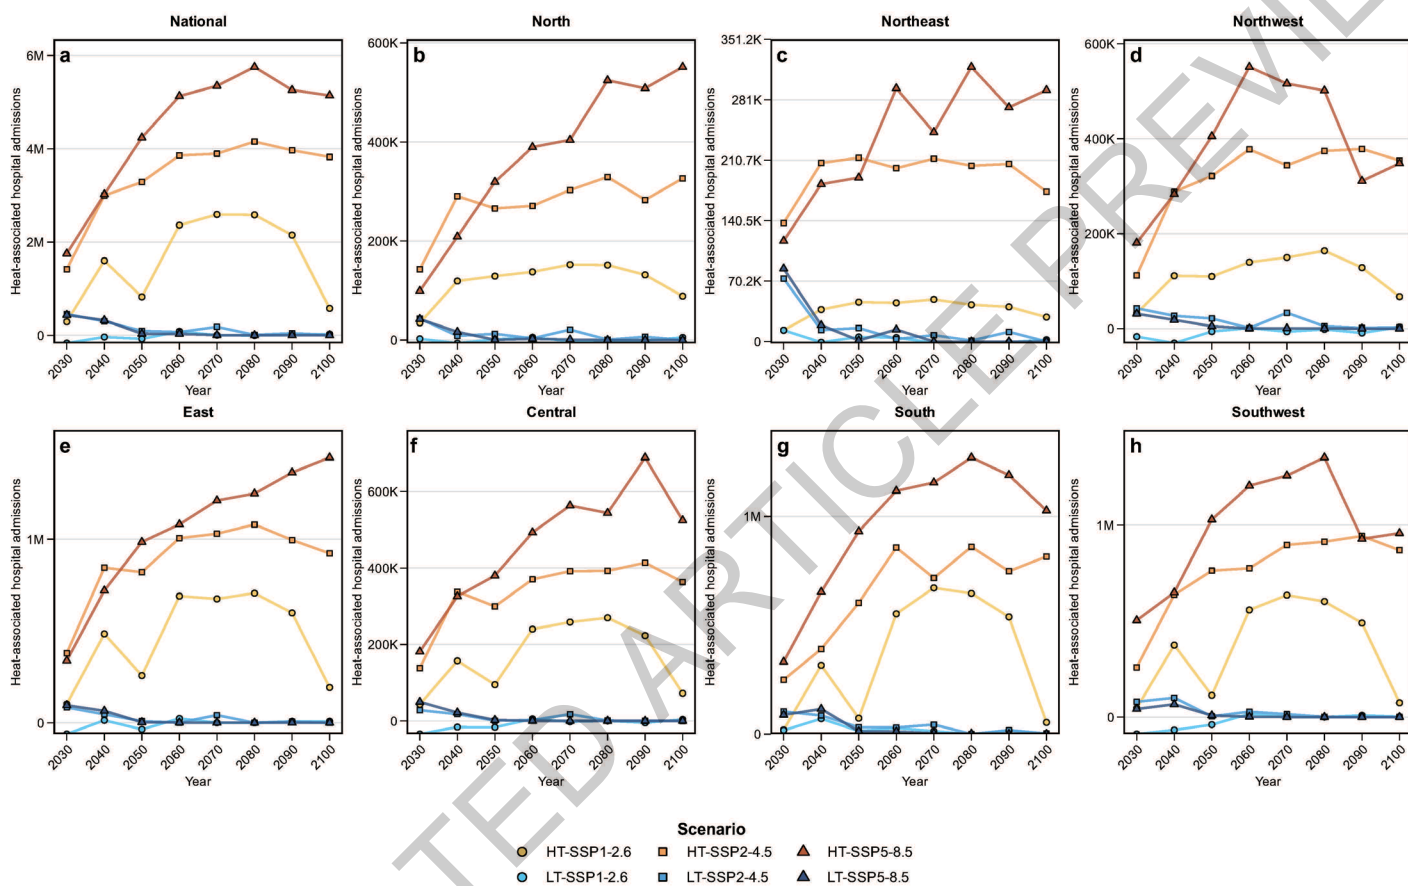 National
North
Northeast
Northwest
a
6M
4M
2M
0
Heat-associated hospital admissions
2030
2040
2050
2060
2070
2080
2090
2100
Year
b
600K
400K
200K
0
Heat-associated hospital admissions
2030
2040
2050
2060
2070
2080
2090
2100
Year
c
351.2K
281K
210.7K
140.5K
70.2K
0
Heat-associated hospital admissions
2030
2040
2050
2060
2070
2080
2090
2100
Year
d
600K
400K
200K
0
Heat-associated hospital admissions
2030
2040
2050
2060
2070
2080
2090
2100
Year
East
Central
South
Southwest
e
1M
0
Heat-associated hospital admissions
2030
2040
2050
2060
2070
2080
2090
2100
Year
f
600K
400K
200K
0
Heat-associated hospital admissions
2030
2040
2050
2060
2070
2080
2090
2100
Year
g
1M
0
Heat-associated hospital admissions
2030
2040
2050
2060
2070
2080
2090
2100
Year
h
1M
0
Heat-associated hospital admissions
2030
2040
2050
2060
2070
2080
2090
2100
Year
Scenario
HT-SSP1-2.6 HT-SSP2-4.5 HT-SSP5-8.5
LT-SSP1-2.6 LT-SSP2-4.5 LT-SSP5-8.5
ARTICLE